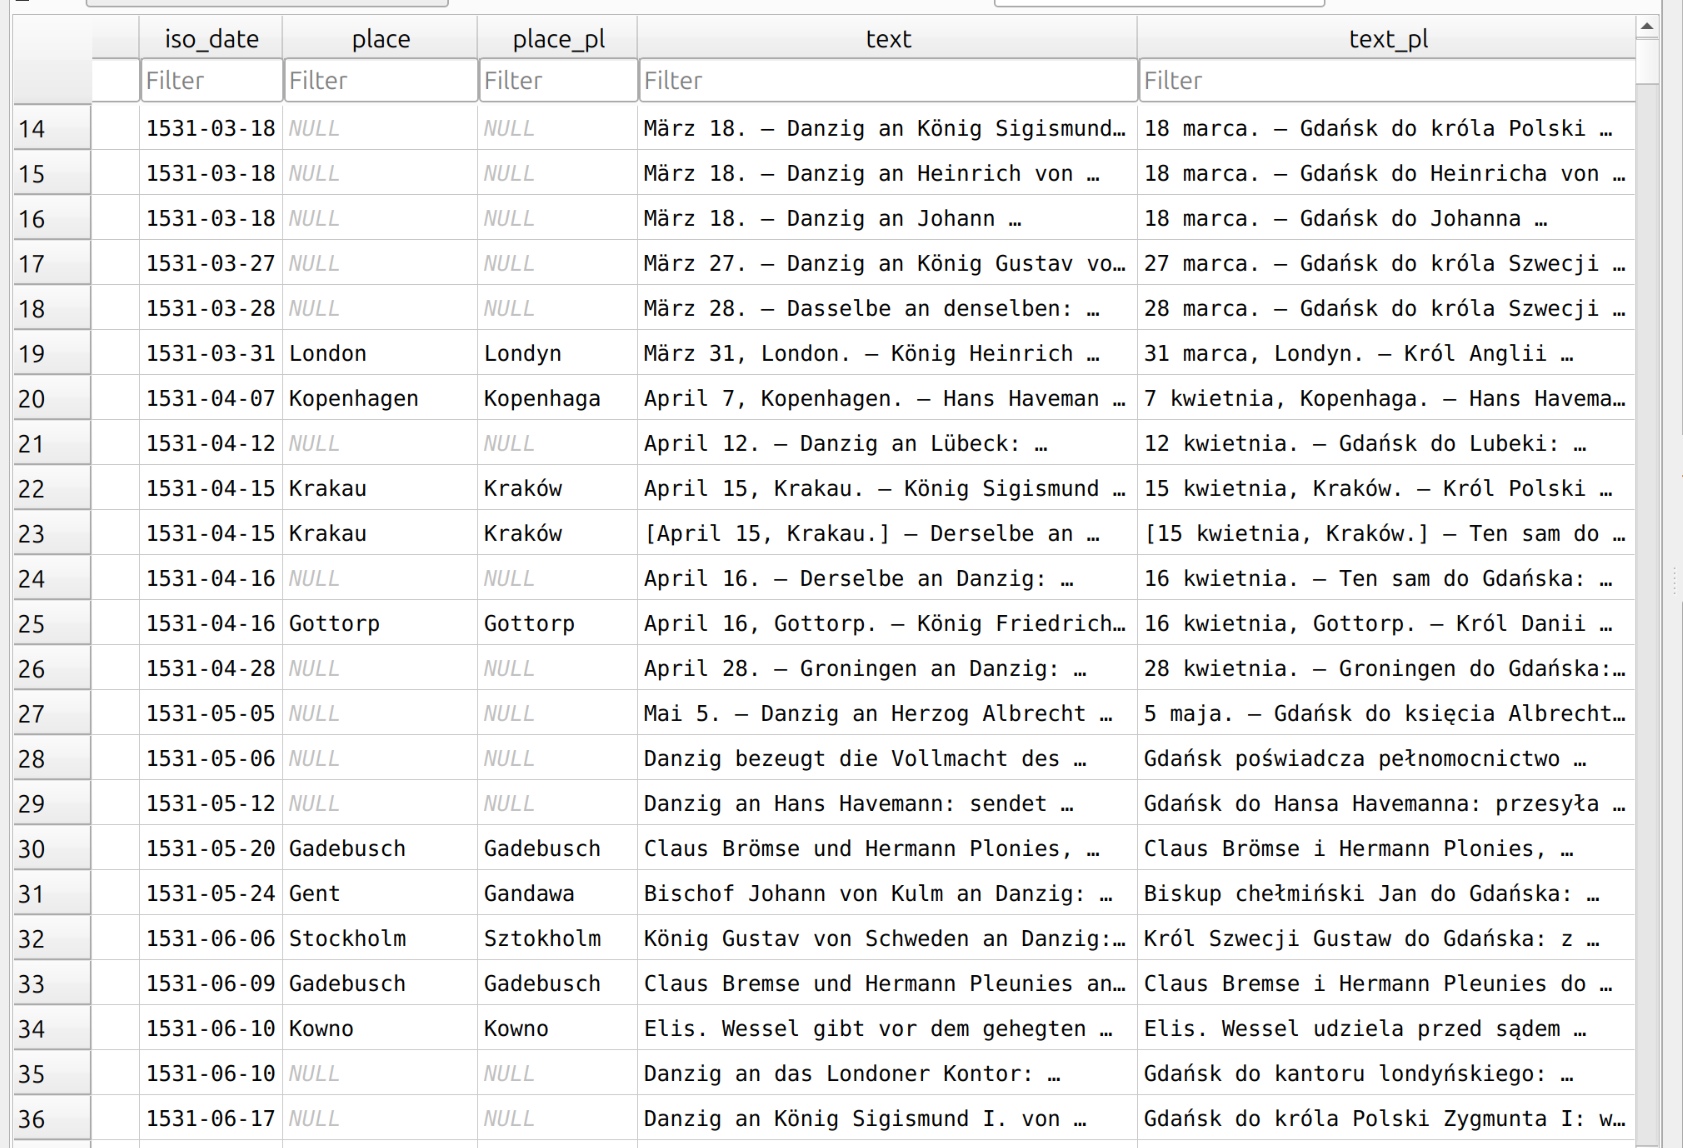 iso_date place place_pl text text_pl
Filter Filter Filter Filter Filter
14 1531-03-18 NULL NULL März 18. — Danzig an König Sigismund… 18 marca. — Gdańsk do króla Polski …
15 1531-03-18 NULL NULL März 18. — Danzig an Heinrich von … 18 marca. — Gdańsk do Heinricha von …
16 1531-03-18 NULL NULL März 18. — Danzig an Johann … 18 marca. — Gdańsk do Johanna …
17 1531-03-27 NULL NULL März 27. — Danzig an König Gustav vo… 27 marca. — Gdańsk do króla Szwecji …
18 1531-03-28 NULL NULL März 28. — Dasselbe an denselben: … 28 marca. — Gdańsk do króla Szwecji …
19 1531-03-31 London Londyn März 31, London. — König Heinrich … 31 marca, Londyn. — Król Anglii …
20 1531-04-07 Kopenhagen Kopenhaga April 7, Kopenhagen. — Hans Haveman … 7 kwietnia, Kopenhaga. — Hans Havema…
21 1531-04-12 NULL NULL April 12. — Danzig an Lübeck: … 12 kwietnia. — Gdańsk do Lubeki: …
22 1531-04-15 Krakau Kraków April 15, Krakau. — König Sigismund … 15 kwietnia, Kraków. — Król Polski …
23 1531-04-15 Krakau Kraków [April 15, Krakau.] — Derselbe an … [15 kwietnia, Kraków.] — Ten sam do …
24 1531-04-16 NULL NULL April 16. — Derselbe an Danzig: … 16 kwietnia. — Ten sam do Gdańska: …
25 1531-04-16 Gottorp Gottorp April 16, Gottorp. — König Friedrich… 16 kwietnia, Gottorp. — Król Danii …
26 1531-04-28 NULL NULL April 28. — Groningen an Danzig: … 28 kwietnia. — Groningen do Gdańska:…
27 1531-05-05 NULL NULL Mai 5. — Danzig an Herzog Albrecht … 5 maja. — Gdańsk do księcia Albrecht…
28 1531-05-06 NULL NULL Danzig bezeugt die Vollmacht des … Gdańsk poświadcza pełnomocnictwo …
29 1531-05-12 NULL NULL Danzig an Hans Havemann: sendet … Gdańsk do Hansa Havemanna: przesyła …
30 1531-05-20 Gadebusch Gadebusch Claus Brömse und Hermann Plonies, … Claus Brömse i Hermann Plonies, …
31 1531-05-24 Gent Gandawa Bischof Johann von Kulm an Danzig: … Biskup chełmiński Jan do Gdańska: …
32 1531-06-06 Stockholm Sztokholm König Gustav von Schweden an Danzig:… Król Szwecji Gustaw do Gdańska: z …
33 1531-06-09 Gadebusch Gadebusch Claus Bremse und Hermann Pleunies an… Claus Bremse i Hermann Pleunies do …
34 1531-06-10 Kowno Kowno Elis. Wessel gibt vor dem gehegten … Elis. Wessel udziela przed sądem …
35 1531-06-10 NULL NULL Danzig an das Londoner Kontor: … Gdańsk do kantoru londyńskiego: …
36 1531-06-17 NULL NULL Danzig an König Sigismund I. von … Gdańsk do króla Polski Zygmunta I: w…